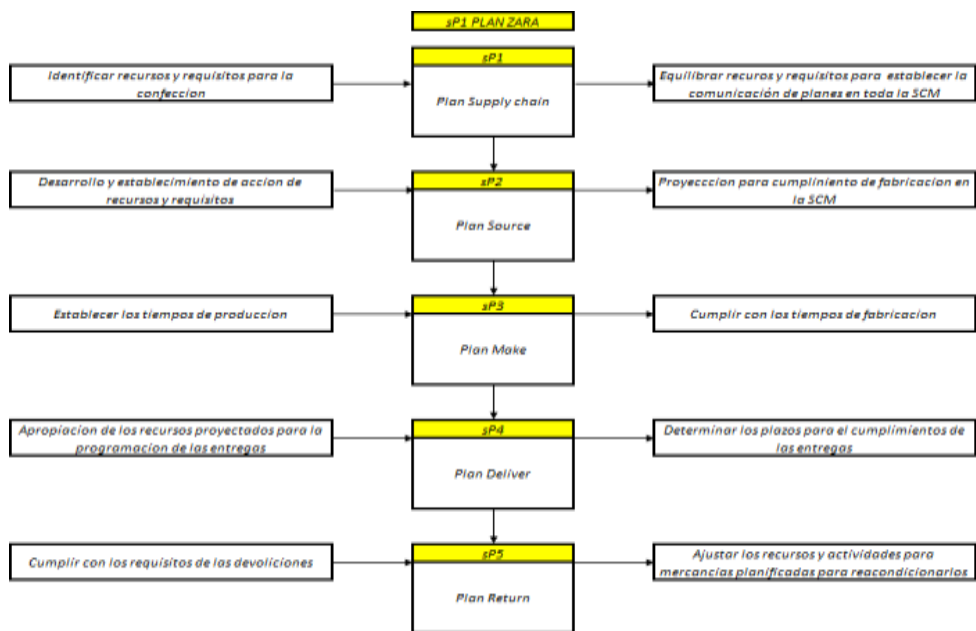 sP1 PLAN ZARA
sP1
Identificar recursos y requisitos para la
confeccion
Plan Supply chain
Equilibrar recuros y requisitos para establecer la
comunicación de planes en toda la SCM
sP2
Desarrollo y establecimiento de accion de
recursos y requisitos
Plan Source
Proyecccion para cumpliniento de fabricacion en
la SCM
sP3
Establecer los tiempos de produccion
Plan Make
Cumplir con los tiempos de fabricacion
sP4
Apropiacion de los recursos proyectados para la
programacion de las entregas
Plan Deliver
Determinar los plazos para el cumplimientos de
las entregas
sP5
Cumplir con los requisitos de las devoliciones
Plan Return
Ajustar los recursos y actividades para
mercancías planificadas para reacondicionarlos